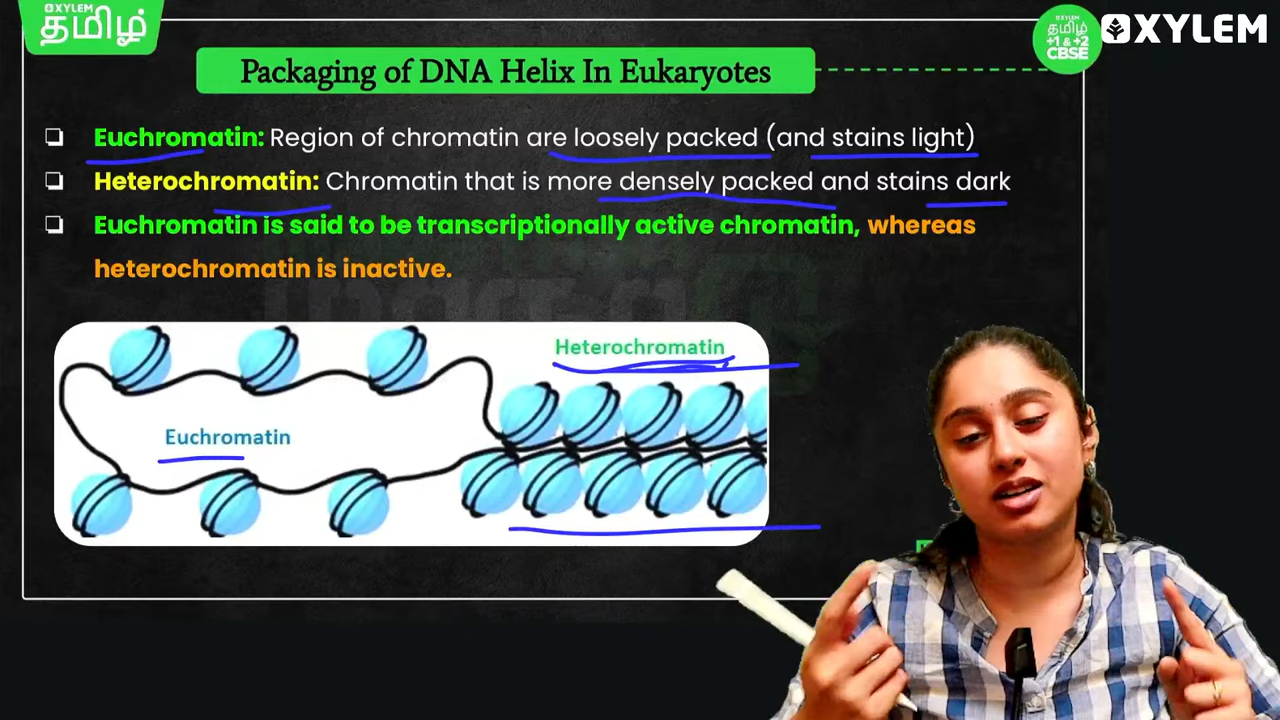 XYLEM
தமிழ்
XYLEM
தமிழ்
+1 & +2
CBSE
XYLEM
Packaging of DNA Helix In Eukaryotes
❑ Euchromatin: Region of chromatin are loosely packed (and stains light)
❑ Heterochromatin: Chromatin that is more densely packed and stains dark
❑ Euchromatin is said to be transcriptionally active chromatin, whereas
heterochromatin is inactive.
Heterochromatin
Euchromatin